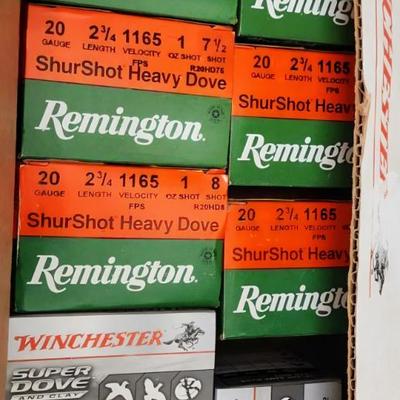 20 2¾ 1165 1 7½
GAUGE LENGTH VELOCITY OZ SHOT SHOT
FPS R20HD75
ShurShot Heavy Dove
Remington.
20 2¾ 1165
GAUGE LENGTH VELOCITY
FPS
ShurShot Heavy
Remington
20 2¾ 1165 1 8
GAUGE LENGTH VELOCITY OZ SHOT SHOT
FPS R20HD8
ShurShot Heavy Dove
Remington.
20 2¾ 1165
GAUGE LENGTH VELOCITY
FPS
ShurShot Heavy
Remington
WINCHESTER
SUPER
DOVE
AND CLAY
CHESTER